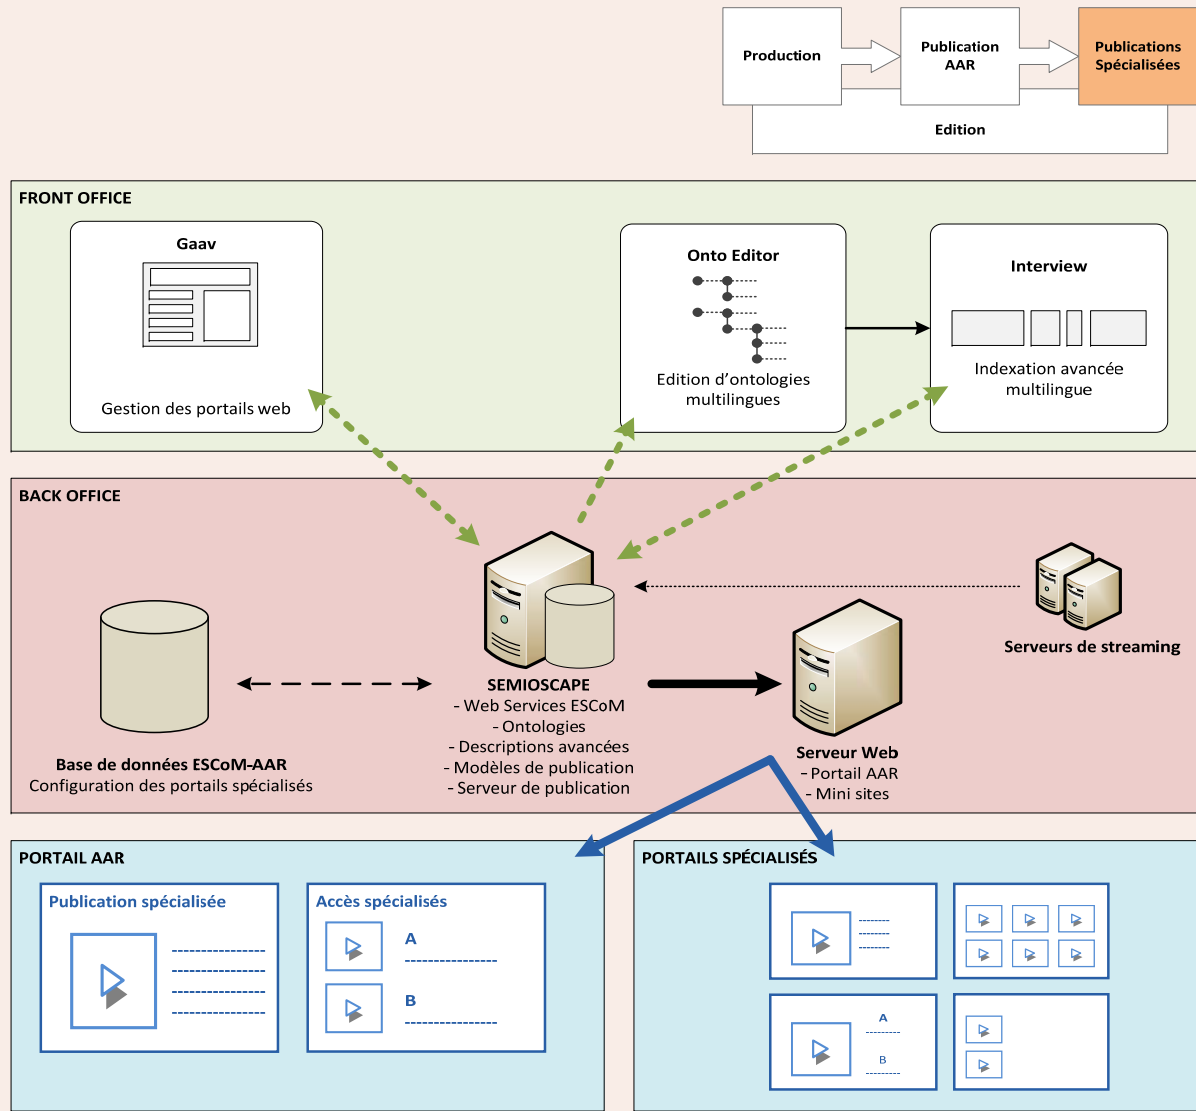 Production
Publication
AAR
Publications
Spécialisées
Edition
FRONT OFFICE
Gaav
Gestion des portails web
Onto Editor
Edition d'ontologies
multilingues
Interview
Indexation avancée
multilingue
BACK OFFICE
Base de données ESCoM-AAR
Configuration des portails spécialisés
SEMIOSCAPE
- Web Services ESCoM
- Ontologies
- Descriptions avancées
- Modèles de publication
- Serveur de publication
Serveurs de streaming
Serveur Web
- Portail AAR
- Mini sites
PORTAIL AAR
Publication spécialisée
Accès spécialisés
A
B
PORTAILS SPÉCIALISÉS
A
B